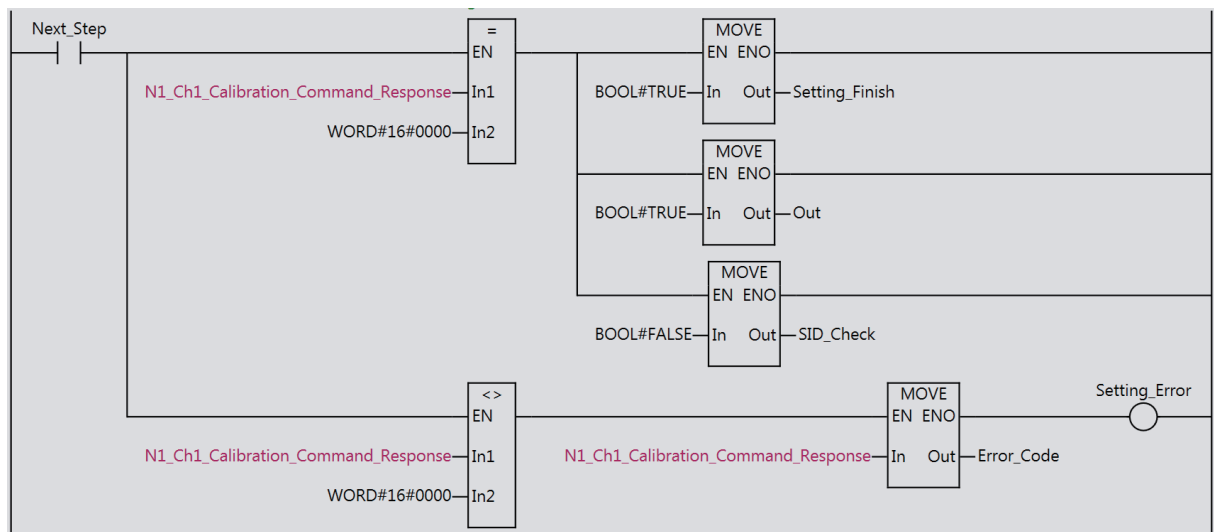 Next_Step
= MOVE
EN EN ENO
N1_Ch1_Calibration_Command_Response In1 BOOL#TRUE In Out Setting_Finish
WORD#16#0000 In2
MOVE
EN ENO
BOOL#TRUE In Out Out
MOVE
EN ENO
BOOL#FALSE In Out SID_Check
<> MOVE Setting_Error
EN EN ENO
N1_Ch1_Calibration_Command_Response In1 N1_Ch1_Calibration_Command_Response In Out Error_Code
WORD#16#0000 In2